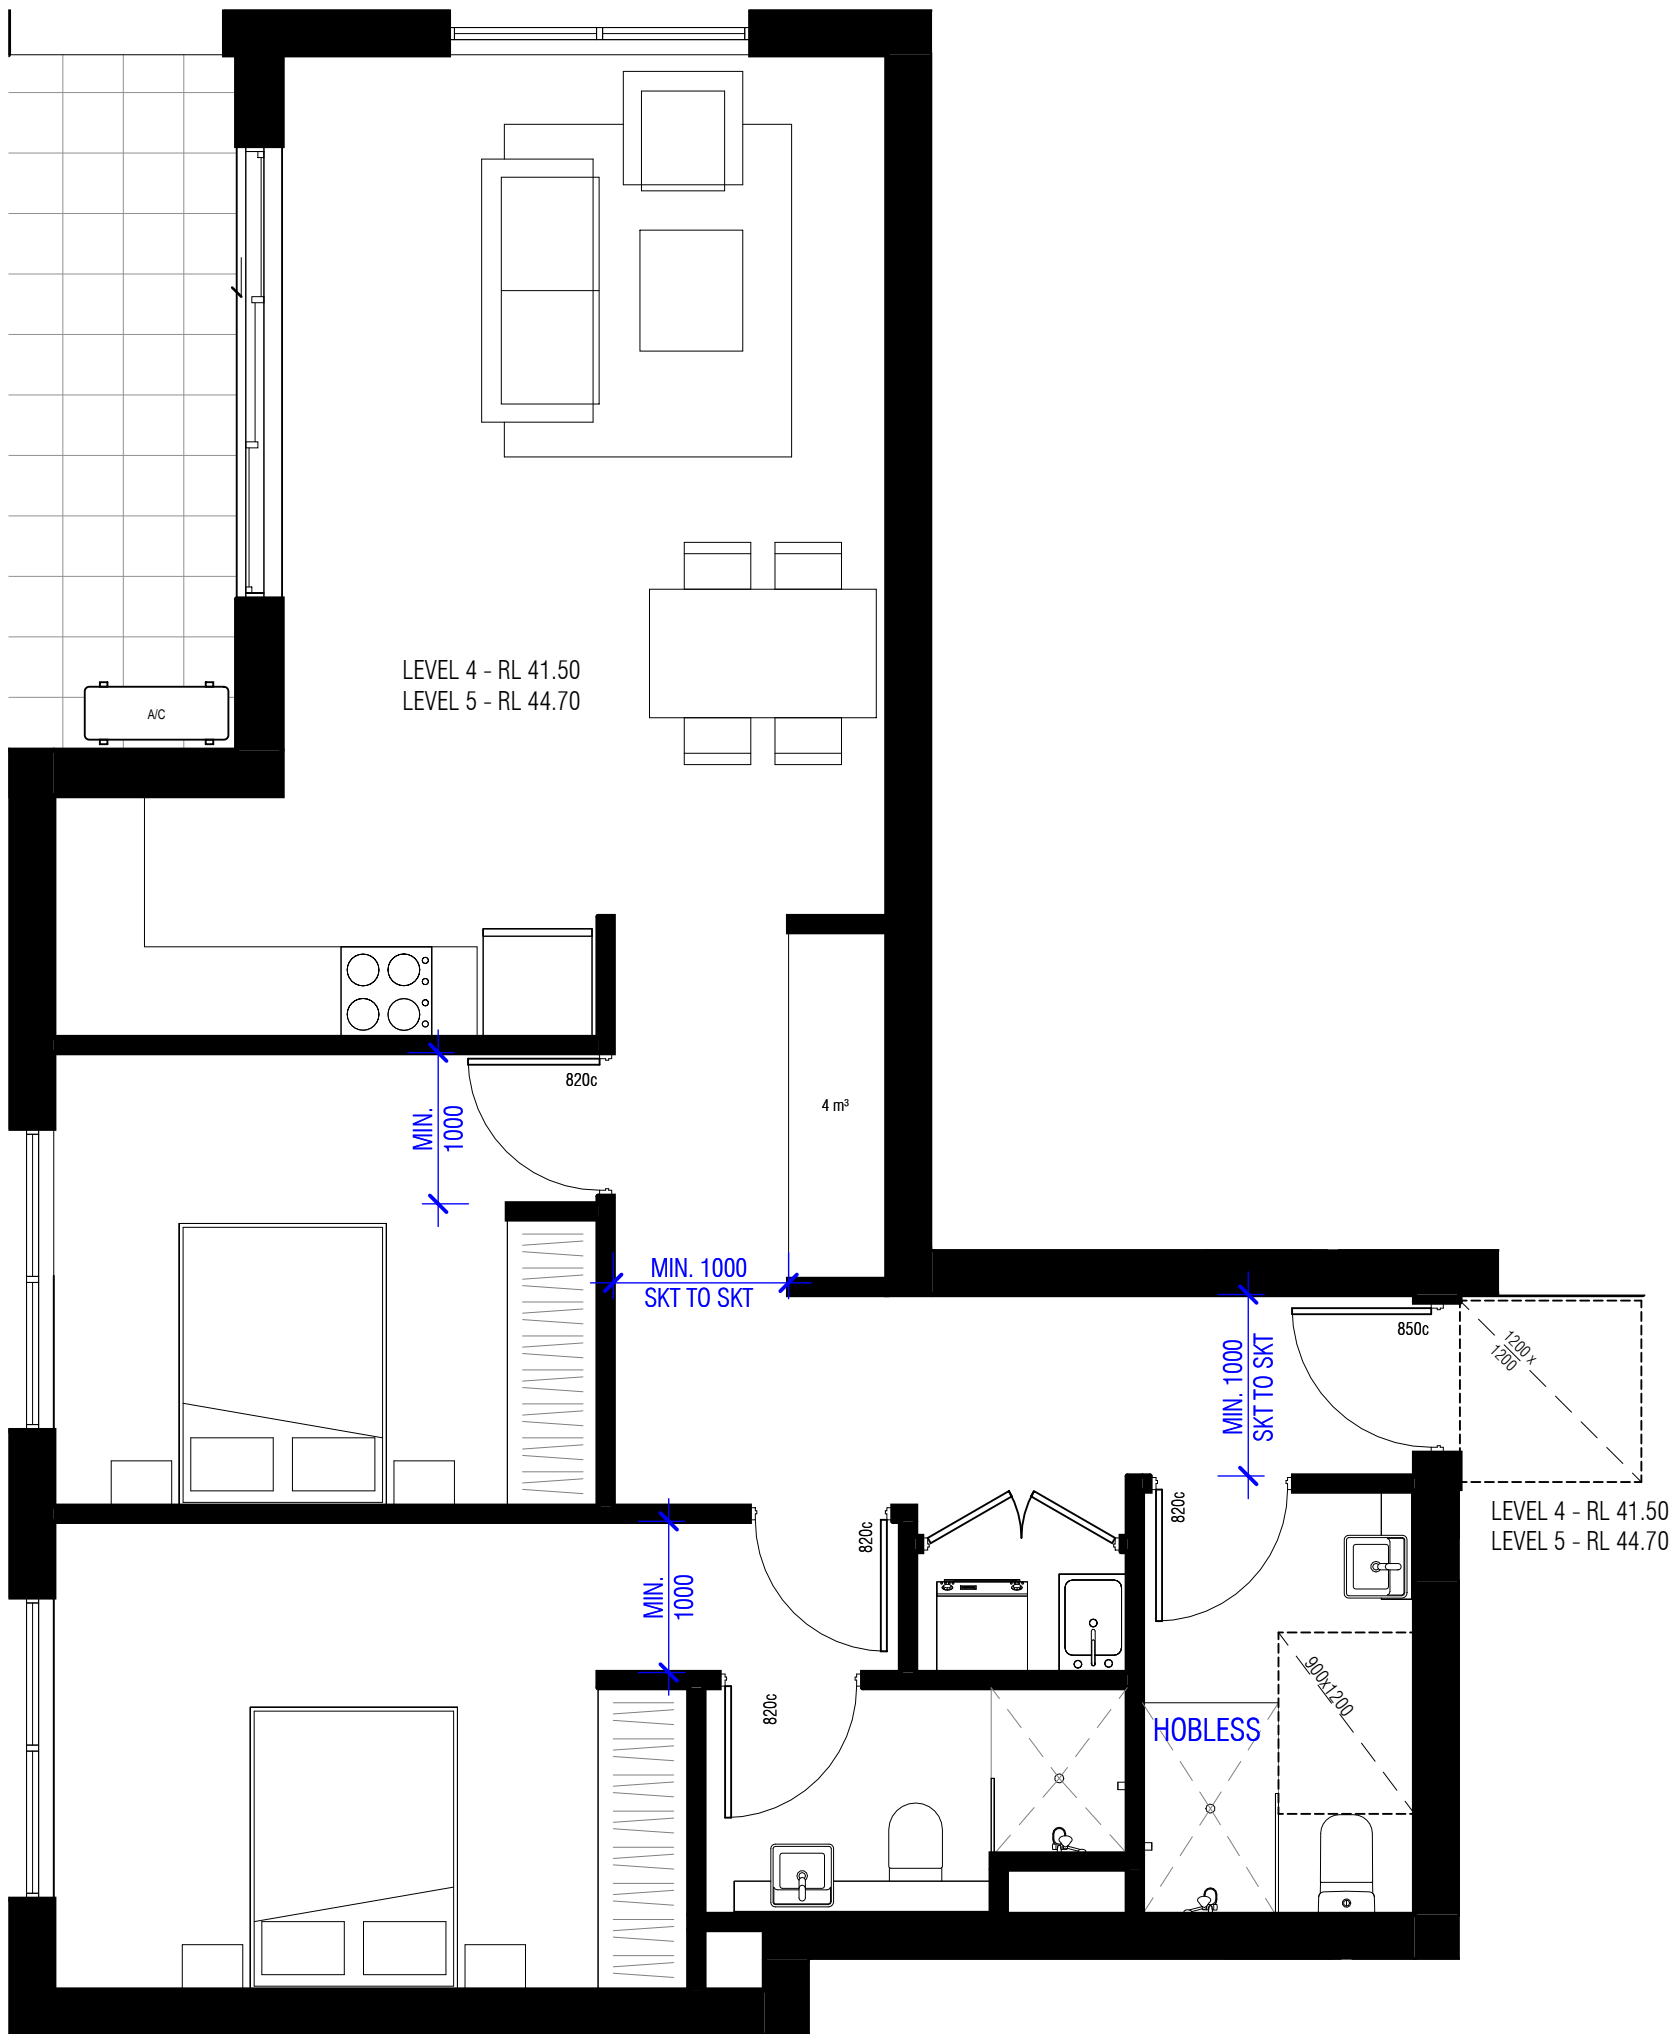 LEVEL 4 - RL 41.50
LEVEL 5 - RL 44.70
A/C
820c
MIN.
1000
4 m³
MIN. 1000
SKT TO SKT
MIN. 1000
SKT TO SKT
850c
1200 x
1200
LEVEL 4 - RL 41.50
LEVEL 5 - RL 44.70
820c
820c
MIN.
1000
820c
900x1200
HOBLESS